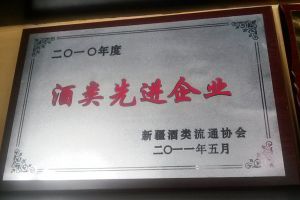 二〇一〇年度
酒类先进企业
新疆酒类流通协会
二〇一一年五月